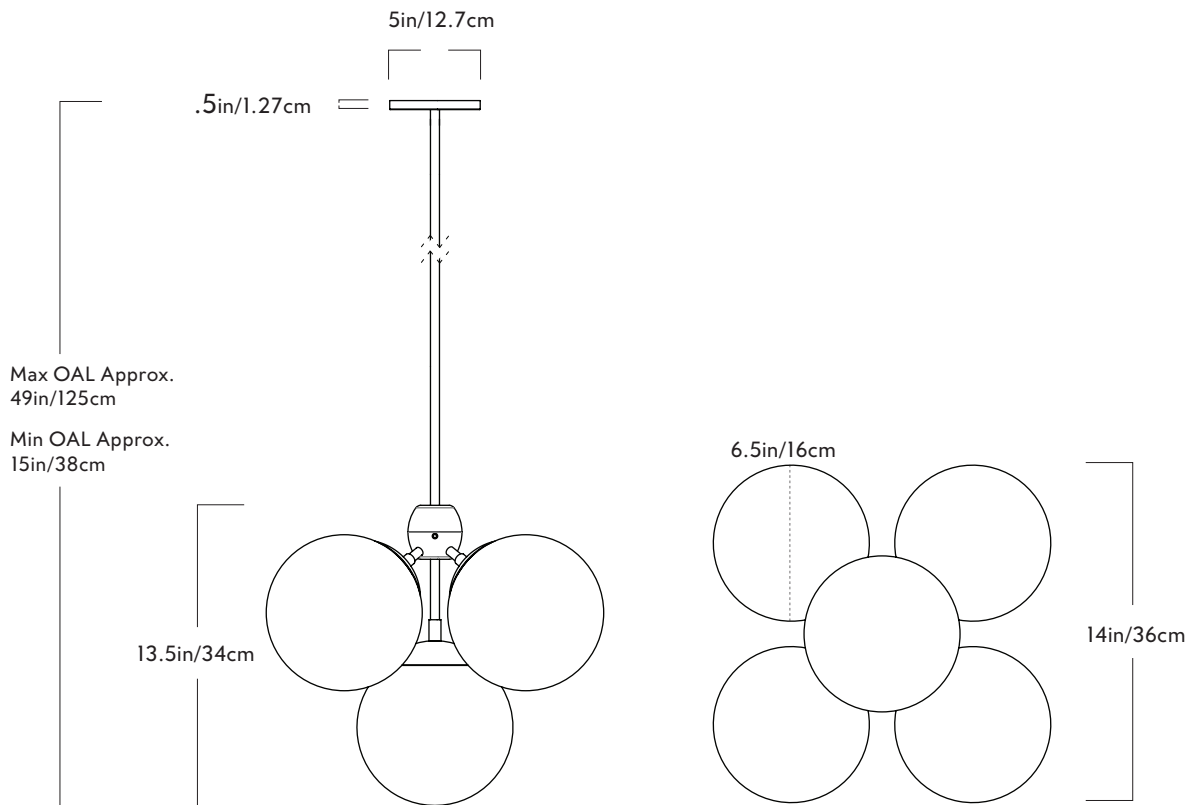 5in/12.7cm
.5in/1.27cm
Max OAL Approx.
49in/125cm
Min OAL Approx.
15in/38cm
6.5in/16cm
13.5in/34cm
14in/36cm